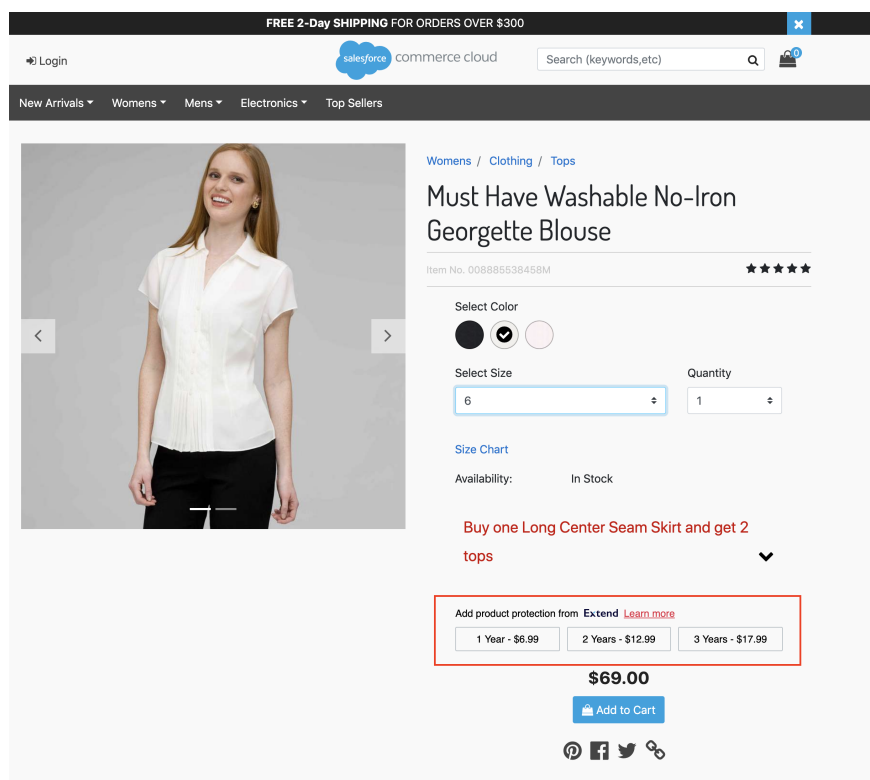 FREE 2-Day SHIPPING FOR ORDERS OVER $300
Login
salesforce commerce cloud
Search (keywords,etc)
0
New Arrivals Womens Mens Electronics Top Sellers
Womens / Clothing / Tops
Must Have Washable No-Iron
Georgette Blouse
Item No. 008885538458M
Select Color
Select Size Quantity
6 1
Size Chart
Availability: In Stock
Buy one Long Center Seam Skirt and get 2
tops
Add product protection from Extend Learn more
1 Year - $6.99 2 Years - $12.99 3 Years - $17.99
$69.00
Add to Cart